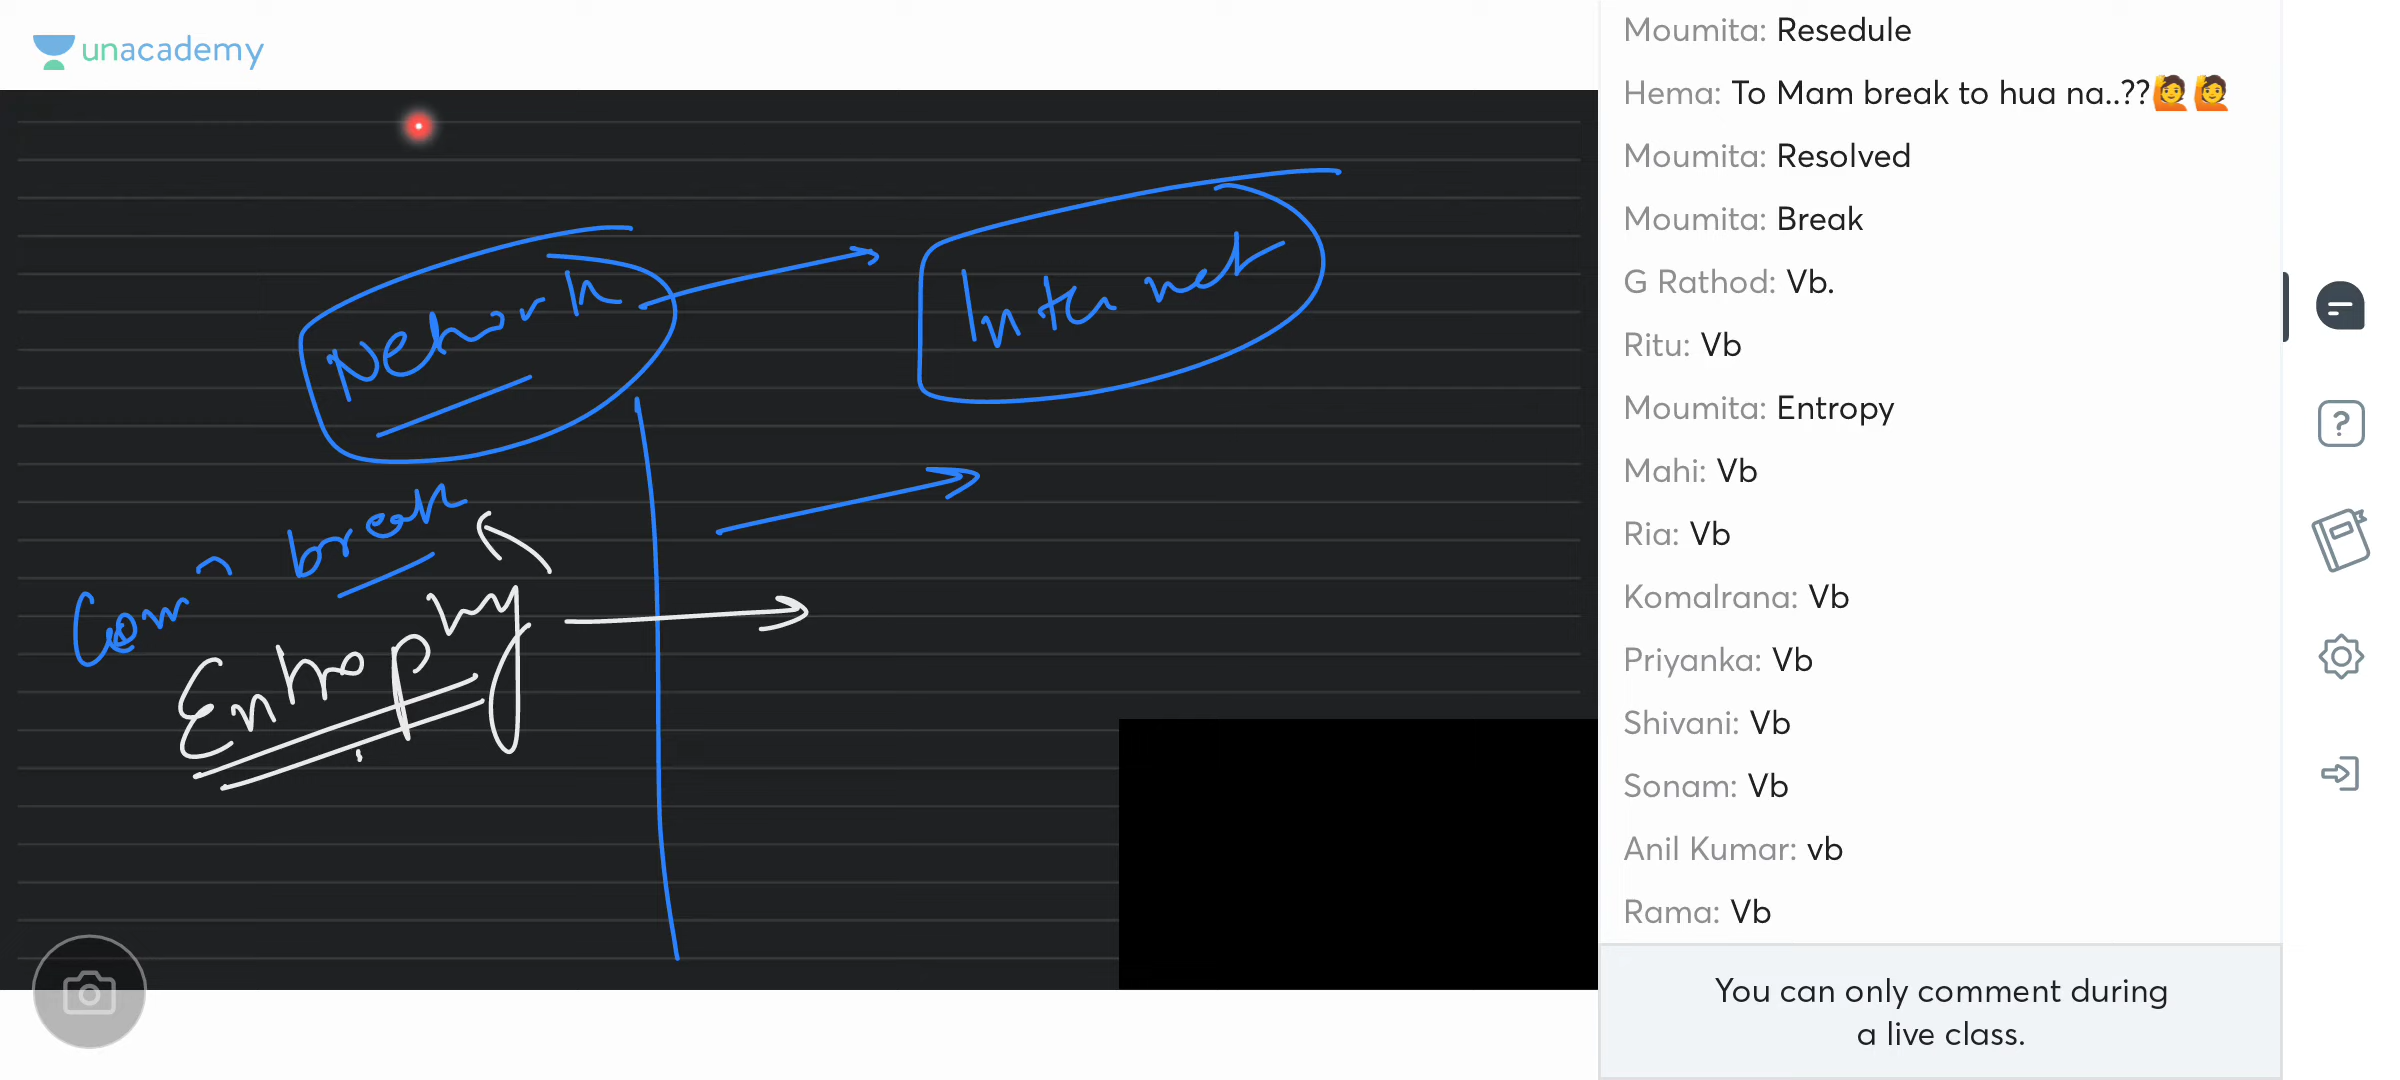 unacademy
Network
Internet
Comn break
Entropy
Moumita: Resedule
Hema: To Mam break to hua na..??🙋🙋
Moumita: Resolved
Moumita: Break
G Rathod: Vb.
Ritu: Vb
Moumita: Entropy
Mahi: Vb
Ria: Vb
Komalrana: Vb
Priyanka: Vb
Shivani: Vb
Sonam: Vb
Anil Kumar: vb
Rama: Vb
You can only comment during
a live class.